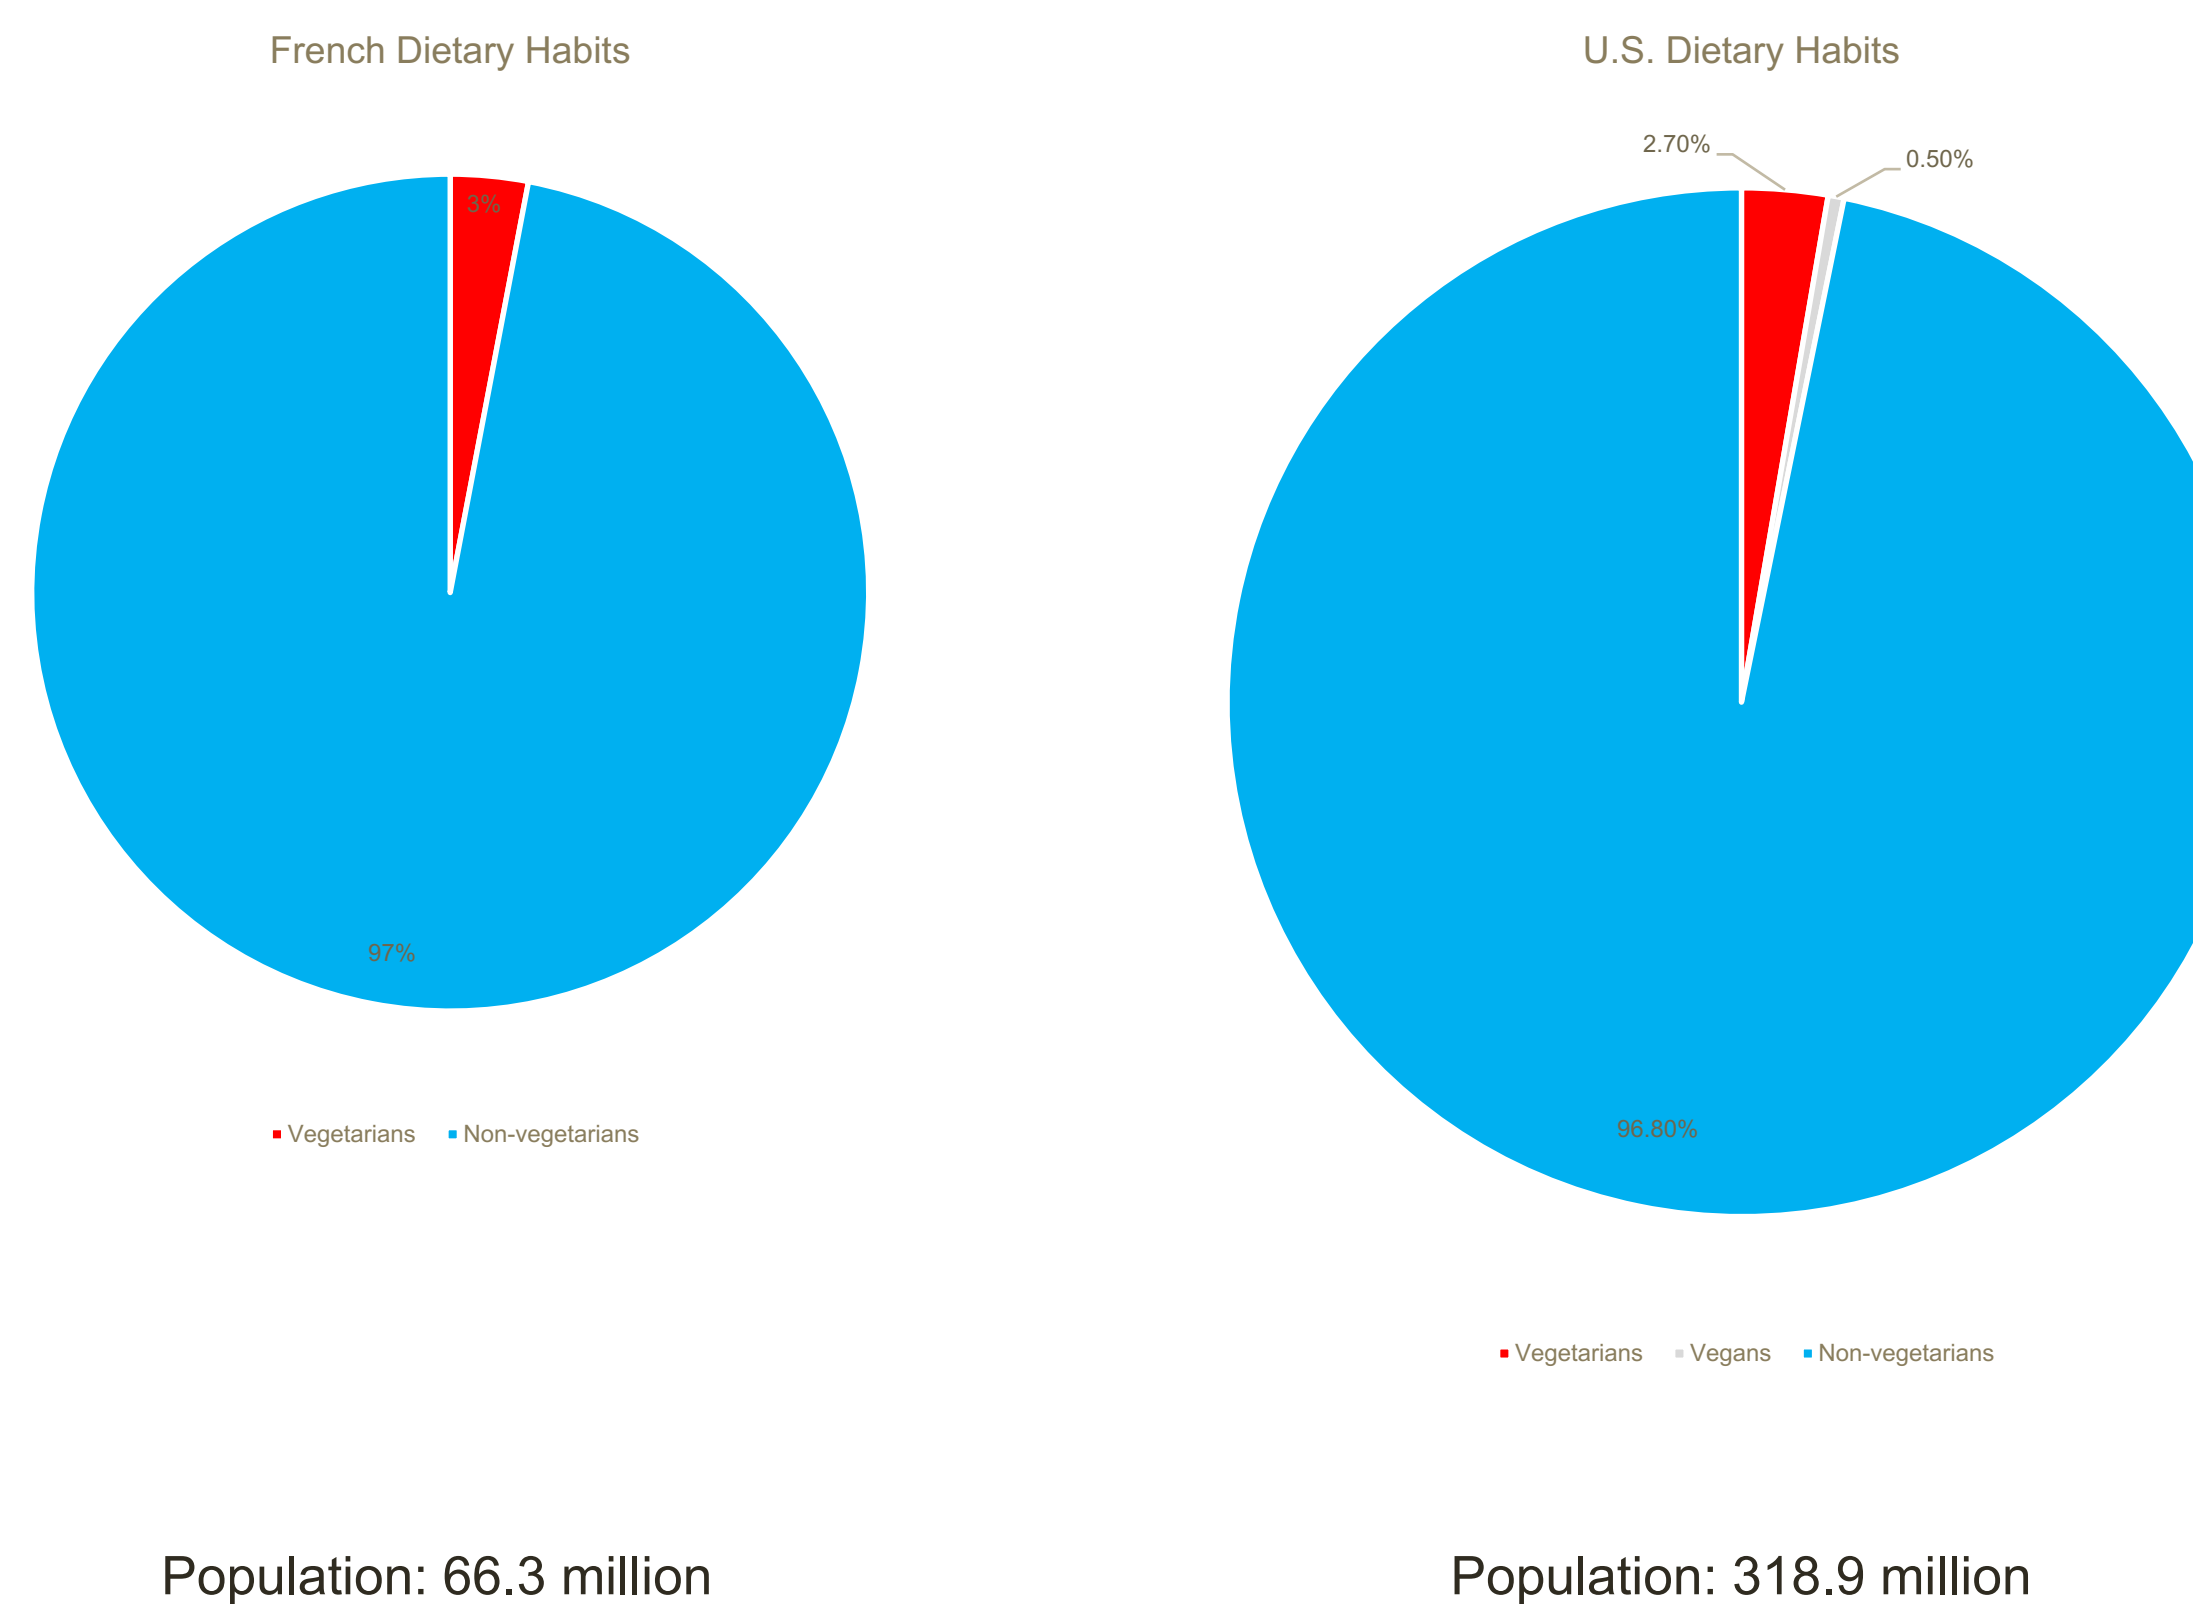 French Dietary Habits
3%
97%
Vegetarians Non-vegetarians
Population: 66.3 million
U.S. Dietary Habits
2.70%
0.50%
96.80%
Vegetarians Vegans Non-vegetarians
Population: 318.9 million